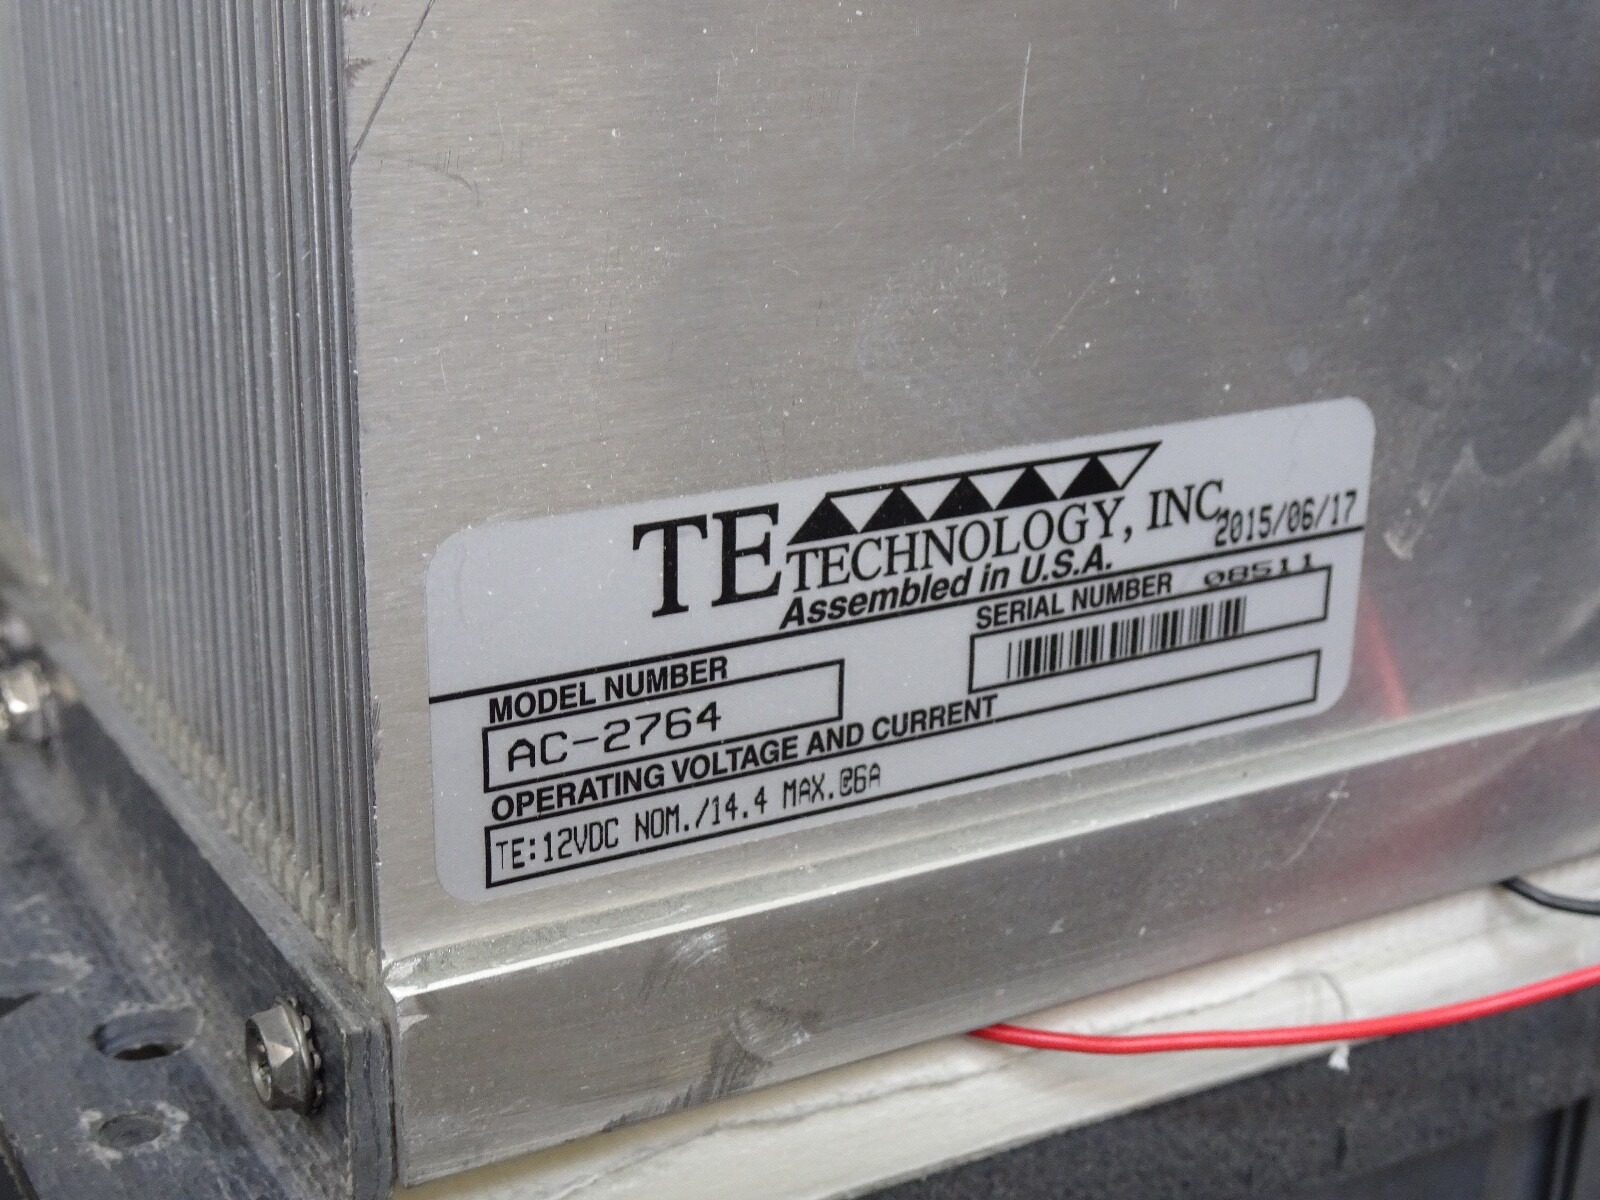 TE TECHNOLOGY, INC.
2015/06/17
Assembled in U.S.A.
SERIAL NUMBER 08511
MODEL NUMBER
AC-2764
OPERATING VOLTAGE AND CURRENT
TE:12VDC NOM./14.4 MAX.@6A